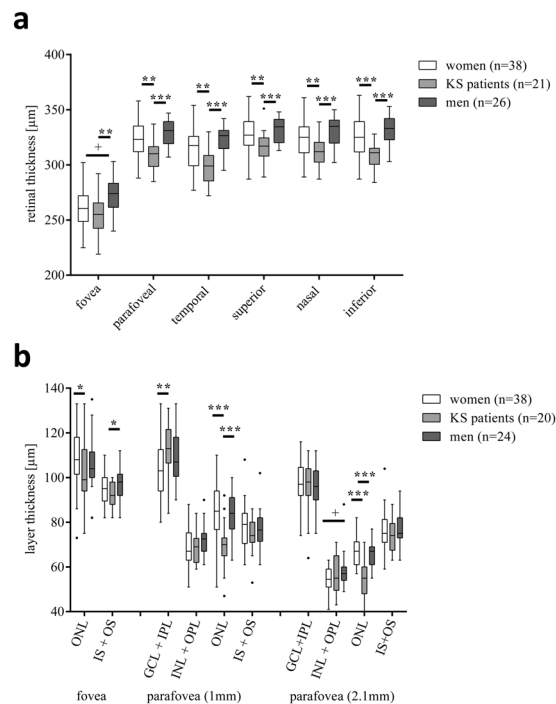 a
women (n=38)
KS patients (n=21)
men (n=26)
retinal thickness [µm]
350
300
250
200
+
**
**
***
**
***
**
***
**
***
***
***
fovea
parafoveal
temporal
superior
nasal
inferior
b
women (n=38)
KS patients (n=20)
men (n=24)
layer thickness [µm]
140
120
100
80
60
40
*
*
**
***
***
+
***
***
ONL
IS + OS
GCL + IPL
INL + OPL
ONL
IS + OS
GCL+IPL
INL + OPL
ONL
IS+OS
fovea
parafovea (1mm)
parafovea (2.1mm)